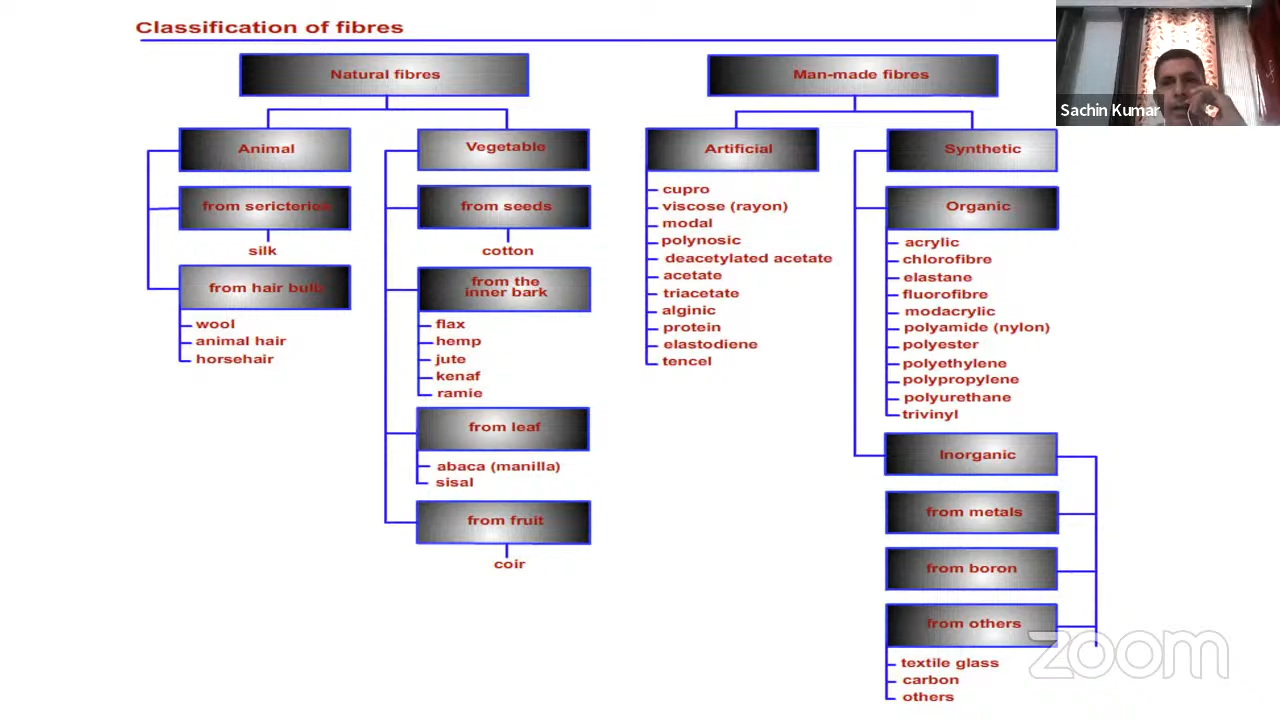 Classification of fibres
Sachin Kumar
Natural fibres
Animal
from sericteries
silk
from hair bulb
wool
animal hair
horsehair
Vegetable
from seeds
cotton
from the
inner bark
flax
hemp
jute
kenaf
ramie
from leaf
abaca (manilla)
sisal
from fruit
coir
Man-made fibres
Artificial
cupro
viscose (rayon)
modal
polynosic
deacetylated acetate
acetate
triacetate
alginic
protein
elastodiene
tencel
Synthetic
Organic
acrylic
chlorofibre
elastane
fluorofibre
modacrylic
polyamide (nylon)
polyester
polyethylene
polypropylene
polyurethane
trivinyl
Inorganic
from metals
from boron
from others
textile glass
carbon
others
zoom